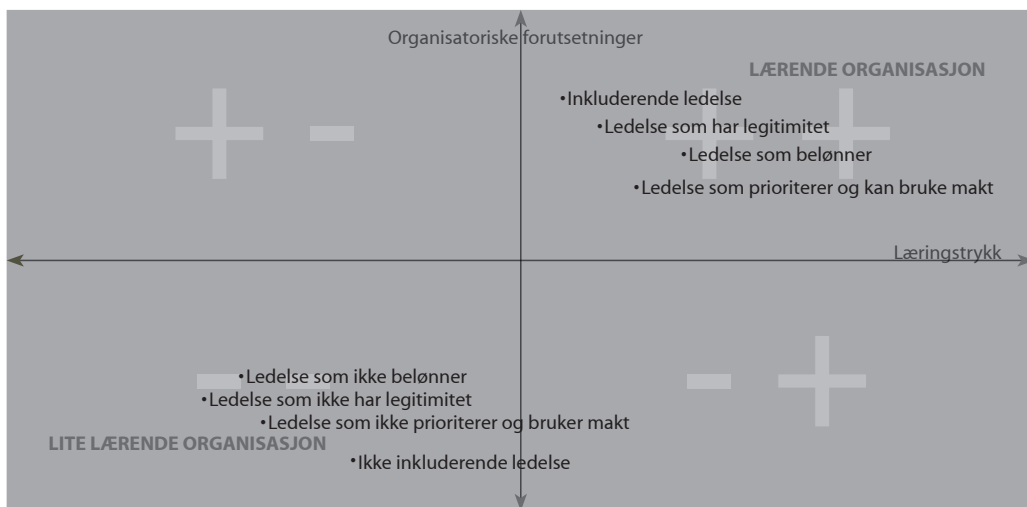 Organisatoriske forutsetninger
LÆRENDE ORGANISASJON
•Inkluderende ledelse
•Ledelse som har legitimitet
•Ledelse som belønner
•Ledelse som prioriterer og kan bruke makt
Læringstrykk
•Ledelse som ikke belønner
•Ledelse som ikke har legitimitet
•Ledelse som ikke prioriterer og bruker makt
LITE LÆRENDE ORGANISASJON
•Ikke inkluderende ledelse